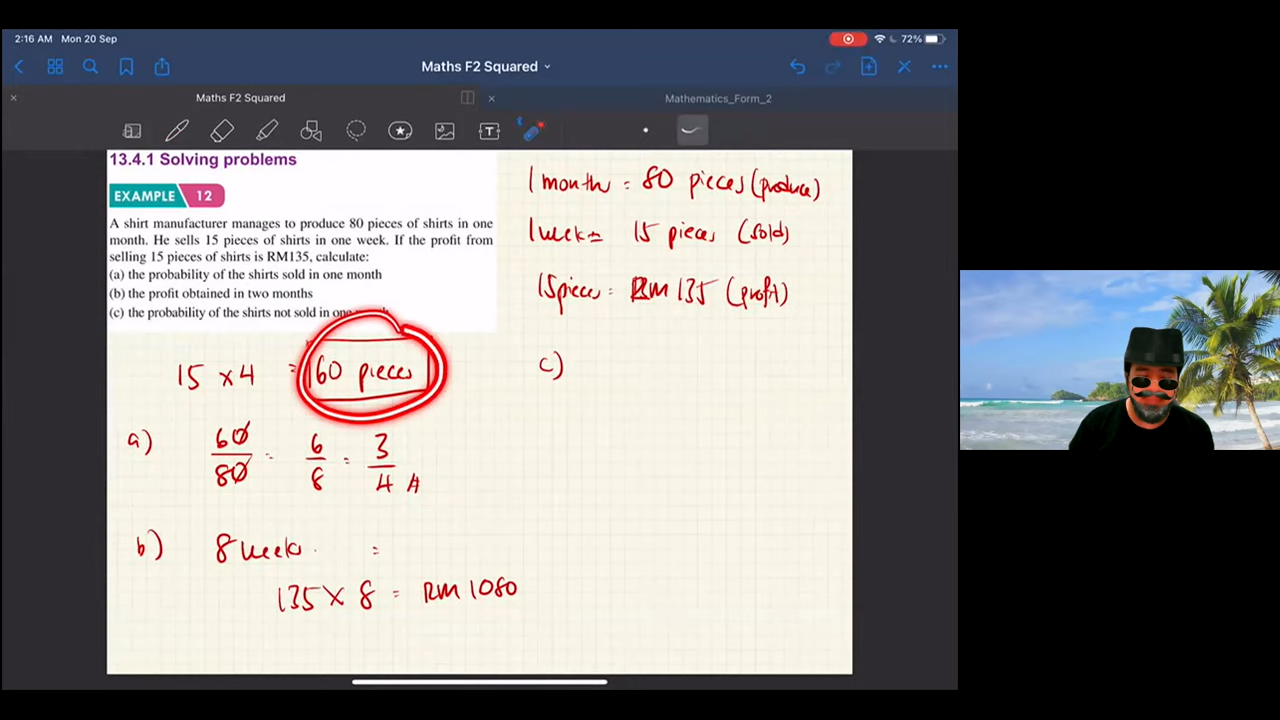 2:16 AM Mon 20 Sep
72%
Maths F2 Squared
Maths F2 Squared
Mathematics_Form_2
13.4.1 Solving problems
EXAMPLE 12
A shirt manufacturer manages to produce 80 pieces of shirts in one
month. He sells 15 pieces of shirts in one week. If the profit from
selling 15 pieces of shirts is RM135, calculate:
(a) the probability of the shirts sold in one month
(b) the profit obtained in two months
(c) the probability of the shirts not sold in one
1 month = 80 pieces (produce)
1 week = 15 pieces (sold)
15 pieces = RM 135 (profit)
15 × 4 = 60 pieces
a) 60/80 = 6/8 = 3/4
b) 8 weeks =
135 × 8 = RM 1080
c)